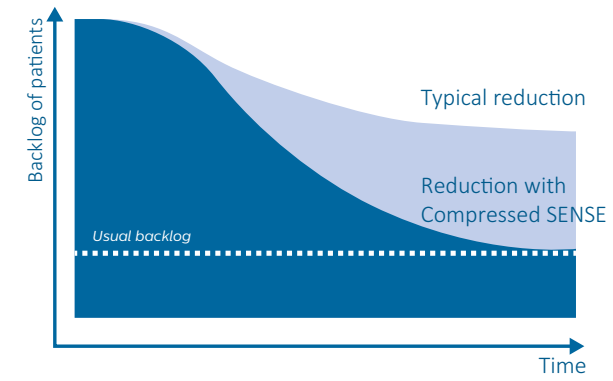 Backlog of patients
Typical reduction
Reduction with
Compressed SENSE
Usual backlog
Time